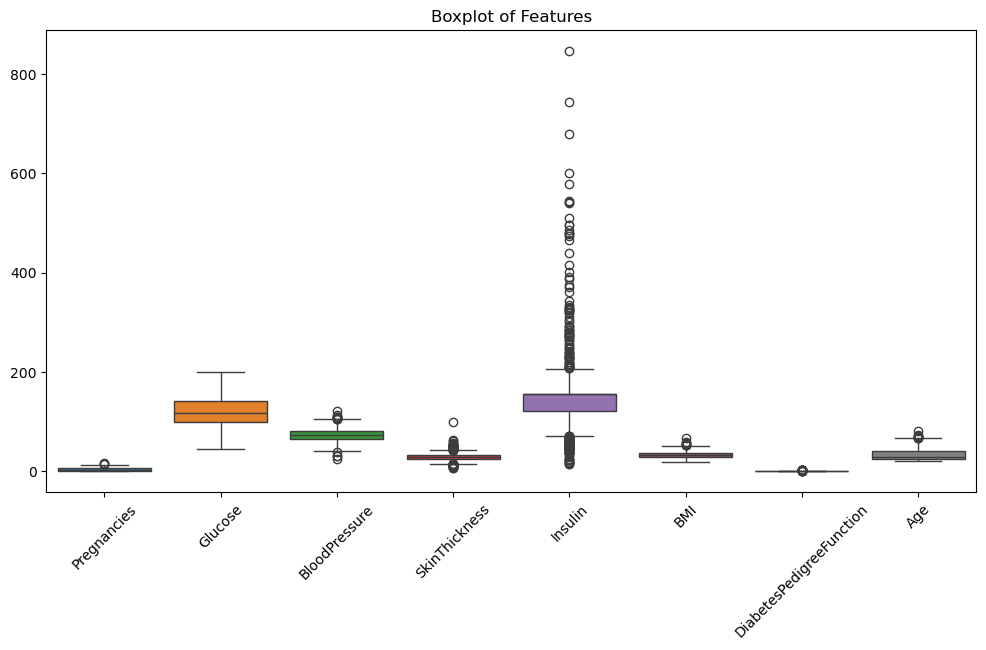 Boxplot of Features
800
600
400
200
0
Pregnancies
Glucose
BloodPressure
SkinThickness
Insulin
BMI
DiabetesPedigreeFunction
Age